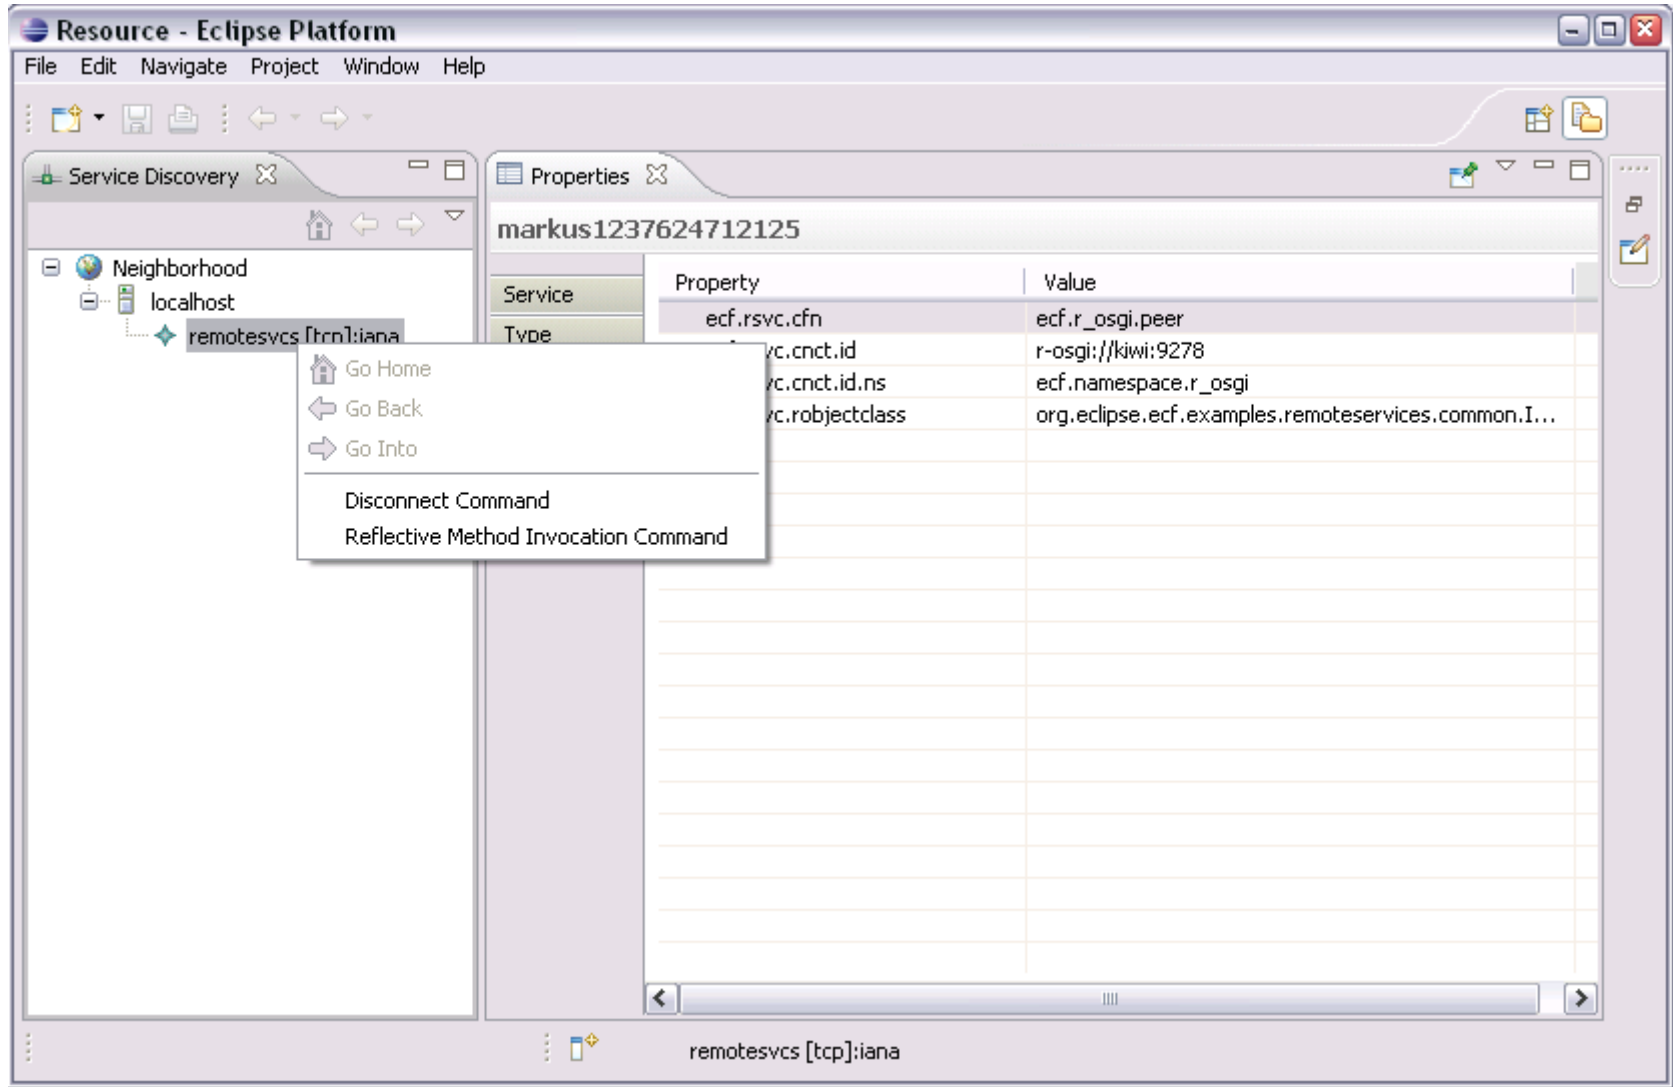 Resource - Eclipse Platform
File Edit Navigate Project Window Help
Service Discovery
Properties
markus1237624712125
Neighborhood
localhost
remotesvcs [tcp]:iana
Service
Type
Property Value
ecf.rsvc.cfn ecf.r_osgi.peer
vc.cnct.id r-osgi://kiwi:9278
vc.cnct.id.ns ecf.namespace.r_osgi
vc.robjectclass org.eclipse.ecf.examples.remoteservices.common.I...
Go Home
Go Back
Go Into
Disconnect Command
Reflective Method Invocation Command
remotesvcs [tcp]:iana